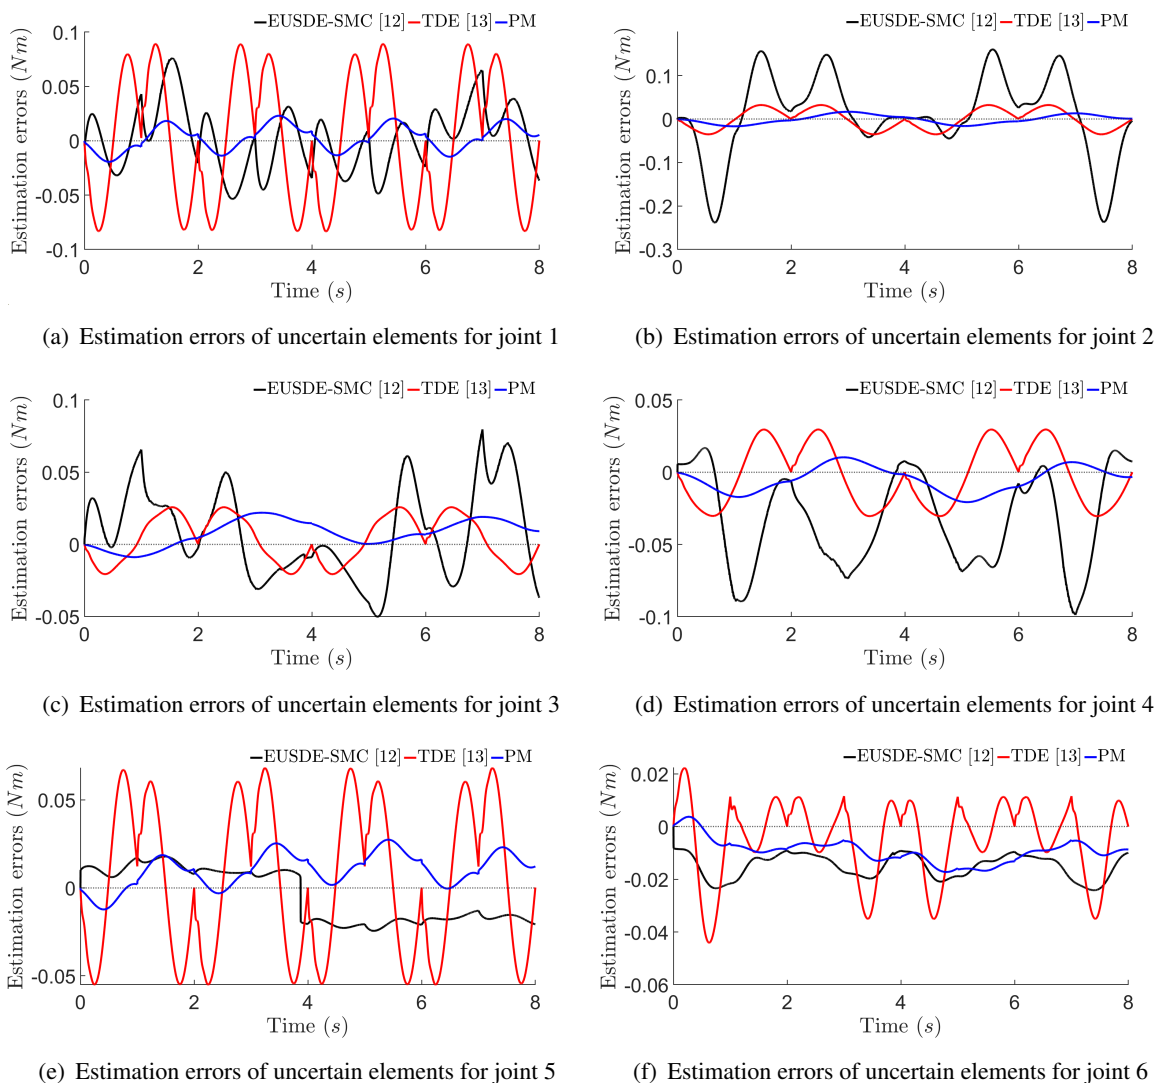 EUSDE-SMC [12] TDE [13] PM
EUSDE-SMC [12] TDE [13] PM
Estimation errors (Nm)
0.1
0.05
0
-0.05
-0.1
0 2 4 6 8
Time (s)
Estimation errors (Nm)
0.1
0
-0.1
-0.2
-0.3
0 2 4 6 8
Time (s)
(a) Estimation errors of uncertain elements for joint 1
(b) Estimation errors of uncertain elements for joint 2
EUSDE-SMC [12] TDE [13] PM
EUSDE-SMC [12] TDE [13] PM
Estimation errors (Nm)
0.1
0.05
0
-0.05
0 2 4 6 8
Time (s)
Estimation errors (Nm)
0.05
0
-0.05
-0.1
0 2 4 6 8
Time (s)
(c) Estimation errors of uncertain elements for joint 3
(d) Estimation errors of uncertain elements for joint 4
EUSDE-SMC [12] TDE [13] PM
EUSDE-SMC [12] TDE [13] PM
Estimation errors (Nm)
0.05
0
-0.05
0 2 4 6 8
Time (s)
Estimation errors (Nm)
0.02
0
-0.02
-0.04
-0.06
0 2 4 6 8
Time (s)
(e) Estimation errors of uncertain elements for joint 5
(f) Estimation errors of uncertain elements for joint 6